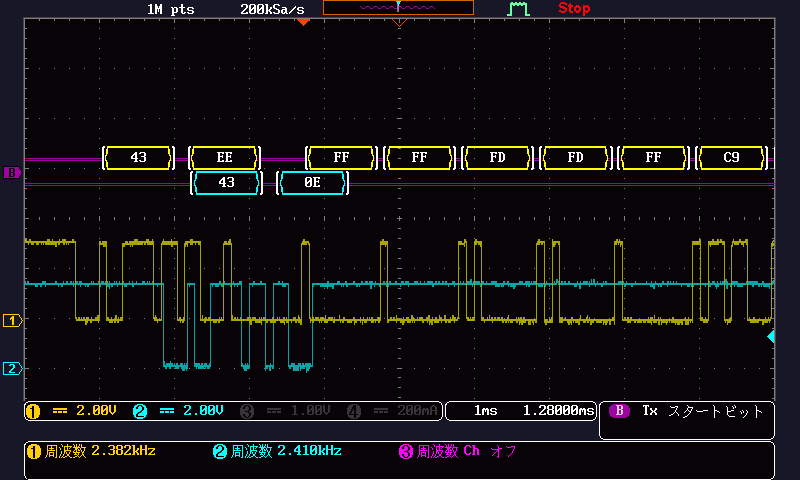 1M pts 200kSa/s Stop
43 EE FF FF FD FD FF C9
B
43 0E
1
2
1 2.00V 2 2.00V 3 1.00V 4 200mA 1ms 1.28000ms B Tx スタートビット
1 周波数 2.382kHz 2 周波数 2.410kHz 3 周波数 Ch オフ